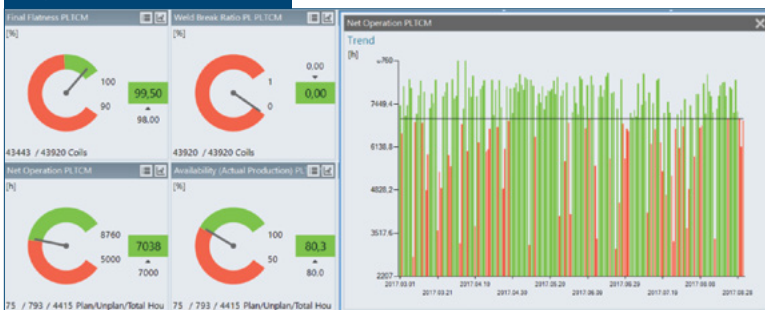 Final Flatness PLTCM
[%]
100
90
99,50
98.00
43443 / 43920 Coils
Weld Break Ratio PL PLTCM
[%]
1
0
0,00
0,00
43920 / 43920 Coils
Net Operation PLTCM
[h]
8760
5000
7038
7000
75 / 793 / 4415 Plan/Unplan/Total Hou
Availability (Actual Production) PL
[%]
100
50
80,3
80.0
75 / 793 / 4415 Plan/Unplan/Total Hou
Net Operation PLTCM
Trend
[h]
7449.4
6138.8
4828.2
3517.6
2207
2017.03.01
2017.03.21
2017.04.10
2017.04.30
2017.05.20
2017.06.09
2017.06.29
2017.07.19
2017.08.08
2017.08.28